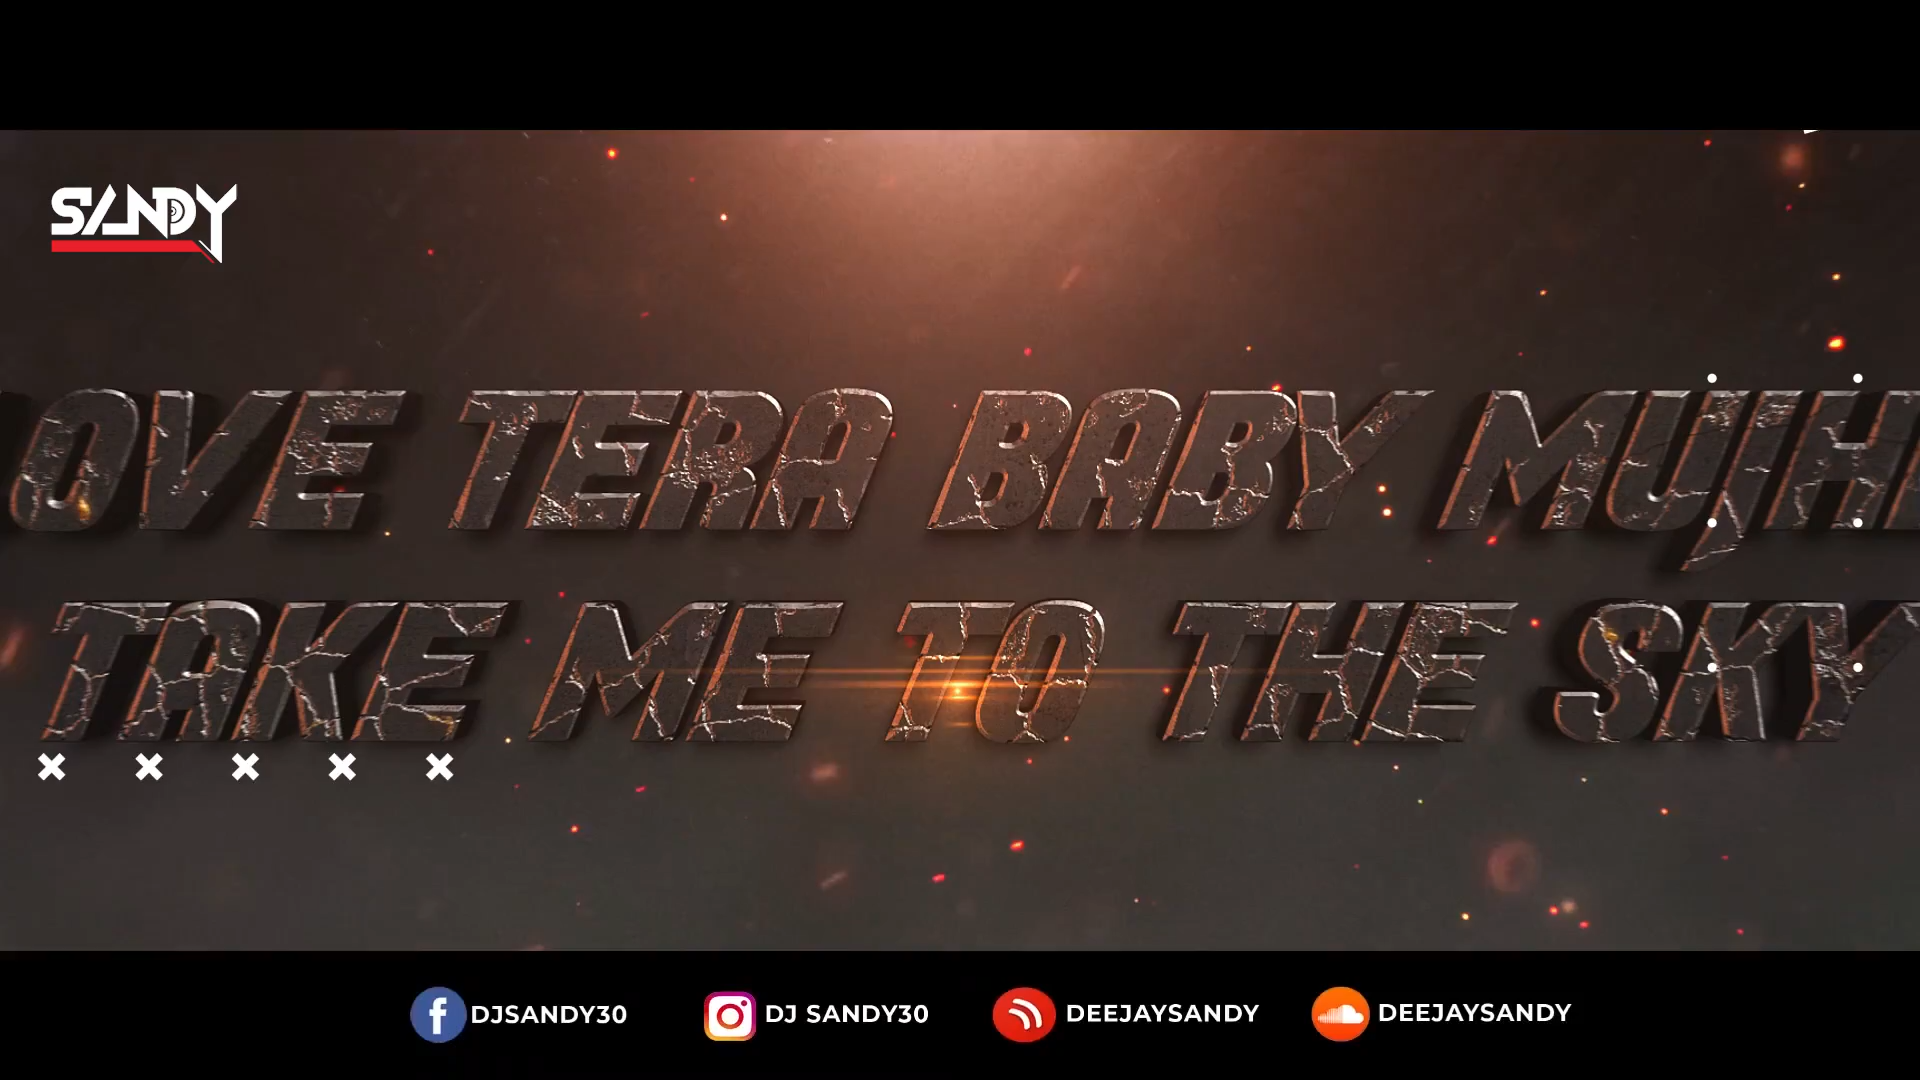 SANDY
OVE TERA BABY MUJH
TAKE ME TO THE SKY
DJSANDY30 DJ SANDY30 DEEJAYSANDY DEEJAYSANDY